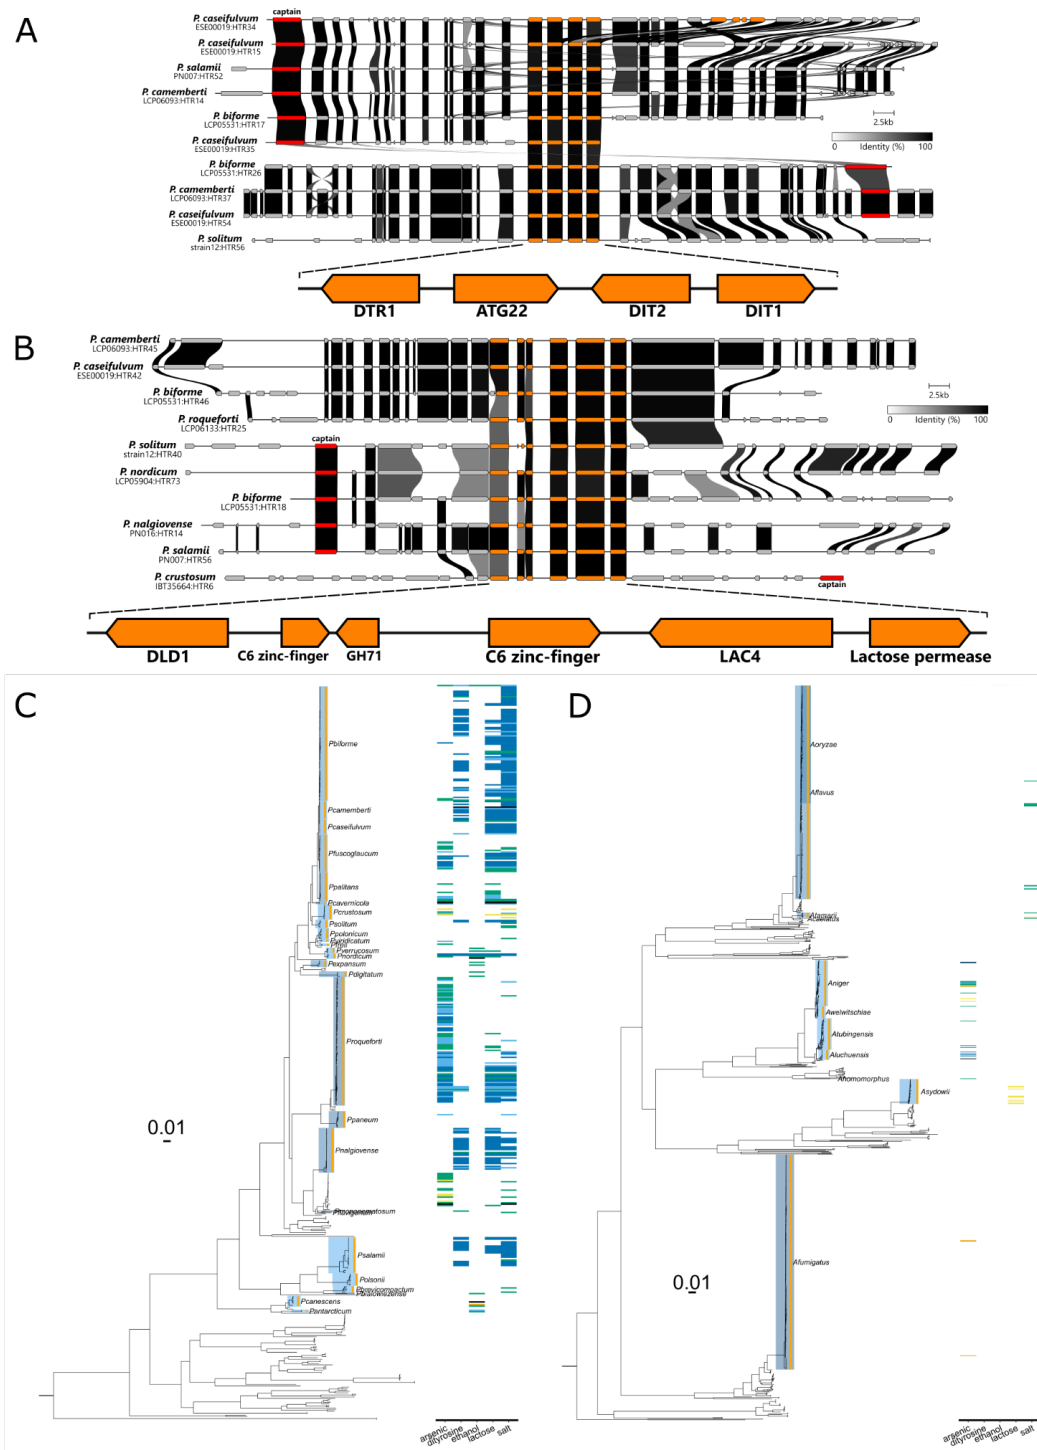 A
captain
P. caseifulvum
ESE00019:HTR34
P. caseifulvum
ESE00019:HTR15
P. salamii
PN007:HTR52
P. camemberti
LCP06093:HTR14
P. biforme
LCP05531:HTR17
P. caseifulvum
ESE00019:HTR35
P. biforme
LCP05531:HTR26
P. camemberti
LCP06093:HTR37
P. caseifulvum
ESE00019:HTR54
P. solitum
strain12:HTR56
2.5kb
0 Identity (%) 100
DTR1 ATG22 DIT2 DIT1
B
P. camemberti
LCP06093:HTR45
P. caseifulvum
ESE00019:HTR42
P. biforme
LCP05531:HTR46
P. roqueforti
LCP06133:HTR25
captain
P. solitum
strain12:HTR40
P. nordicum
LCP05904:HTR73
P. biforme
LCP05531:HTR18
P. nalgiovense
PN016:HTR14
P. salamii
PN007:HTR56
P. crustosum
IBT35664:HTR6
captain
2.5kb
0 Identity (%) 100
DLD1 C6 zinc-finger GH71 C6 zinc-finger LAC4 Lactose permease
C
Pbiforme
Pcamemberti
Pcaseifulvum
Pfuscoglaucum
Ppalitans
Pcavernicola
Pcrustosum
Psolitum
Ppolonicum
Pviridicatum
Pverrucosum
Pnordicum
Pexpansum
Pdigitatum
Proqueforti
Ppaneum
Pnalgiovense
Psalamii
Polsonii
Pbrevicompactum
Pcanescens
Pantarcticum
0.01
arsenic
dityrosine
ethanol
lactose
salt
D
Aoryzae
Aflavus
Atamarii
Acaelatus
Aniger
Awelwitschiae
Atubingensis
Aluchuensis
Ahomomorphus
Asydowii
Afumigatus
0.01
arsenic
dityrosine
ethanol
lactose
salt